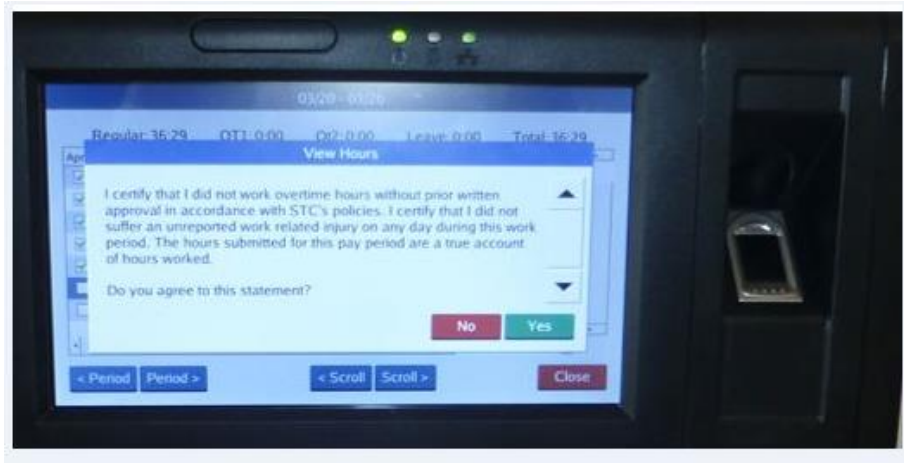 03/20 - 03/26
Regular: 36:29 OT1: 0:00 Ot2: 0:00 Leave: 0:00 Total: 36:29
View Hours
I certify that I did not work overtime hours without prior written
approval in accordance with STC's policies. I certify that I did not
suffer an unreported work related injury on any day during this work
period. The hours submitted for this pay period are a true account
of hours worked.
Do you agree to this statement?
No Yes
< Period Period > < Scroll Scroll > Close